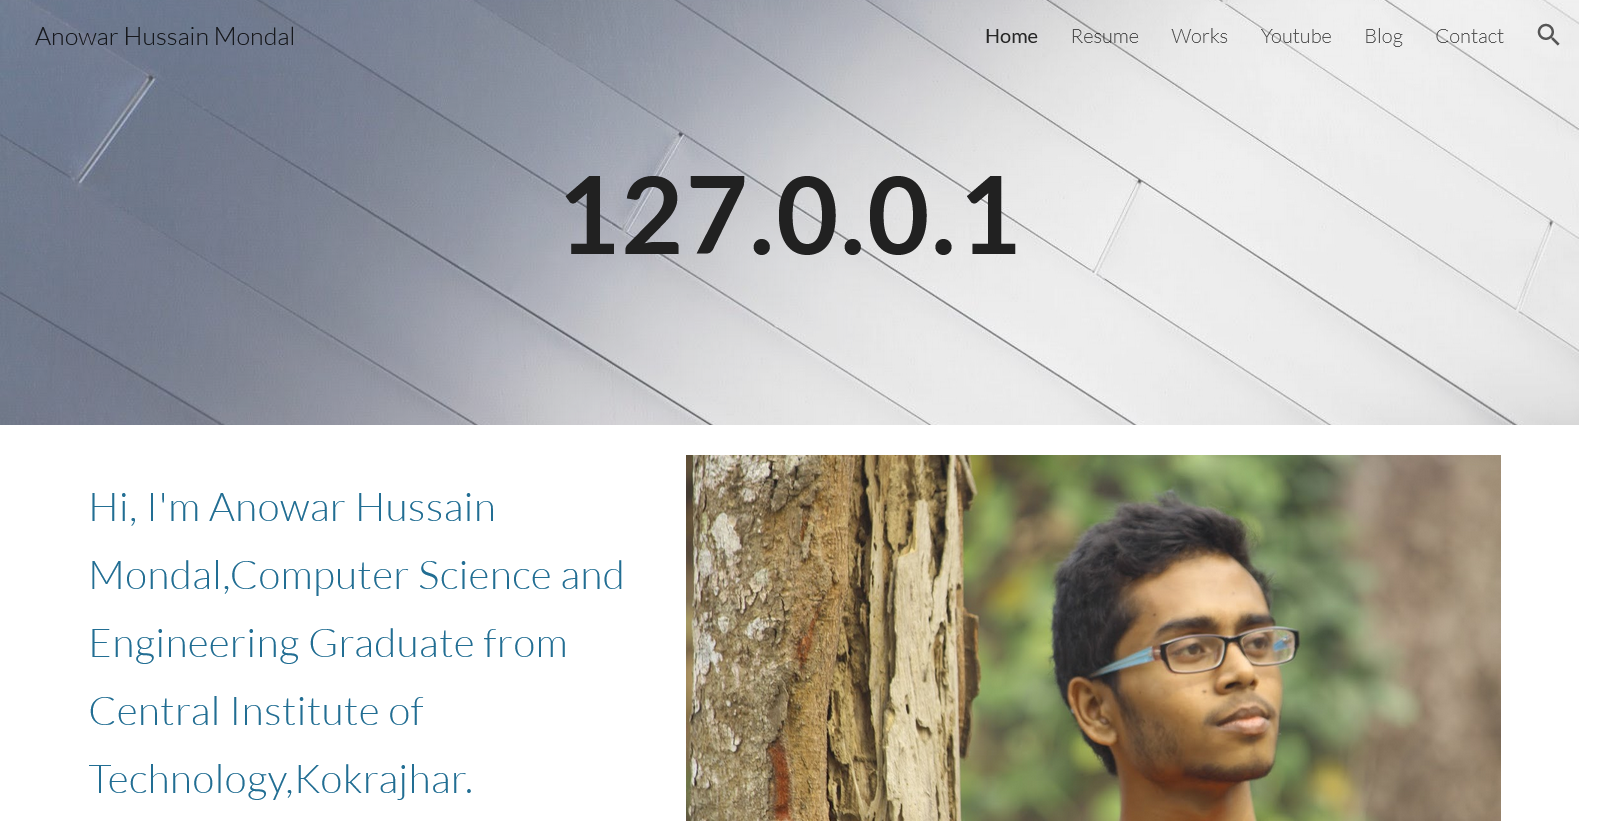 Anowar Hussain Mondal
Home Resume Works Youtube Blog Contact
127.0.0.1
Hi, I'm Anowar Hussain
Mondal,Computer Science and
Engineering Graduate from
Central Institute of
Technology,Kokrajhar.